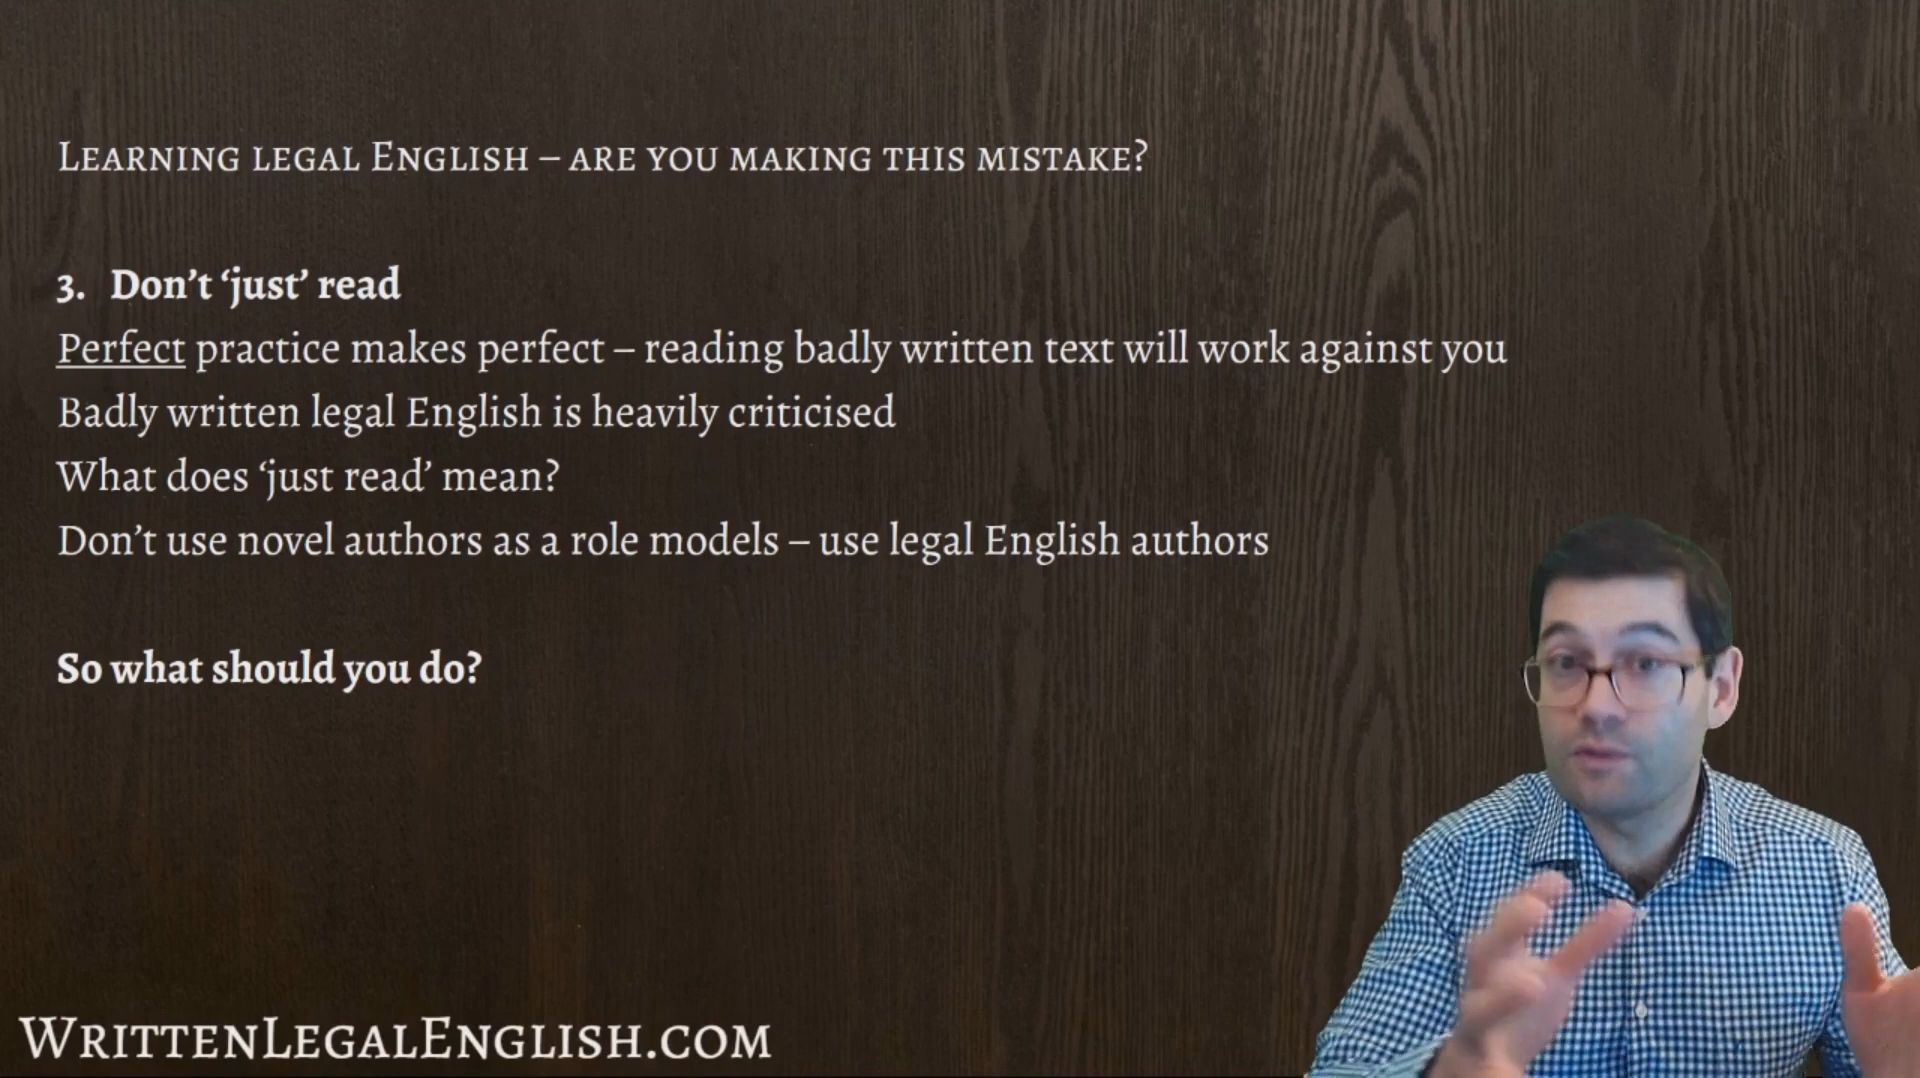 Learning legal English – are you making this mistake?
3. Don’t ‘just’ read
Perfect practice makes perfect – reading badly written text will work against you
Badly written legal English is heavily criticised
What does ‘just read’ mean?
Don’t use novel authors as a role models – use legal English authors
So what should you do?
WrittenLegalEnglish.com